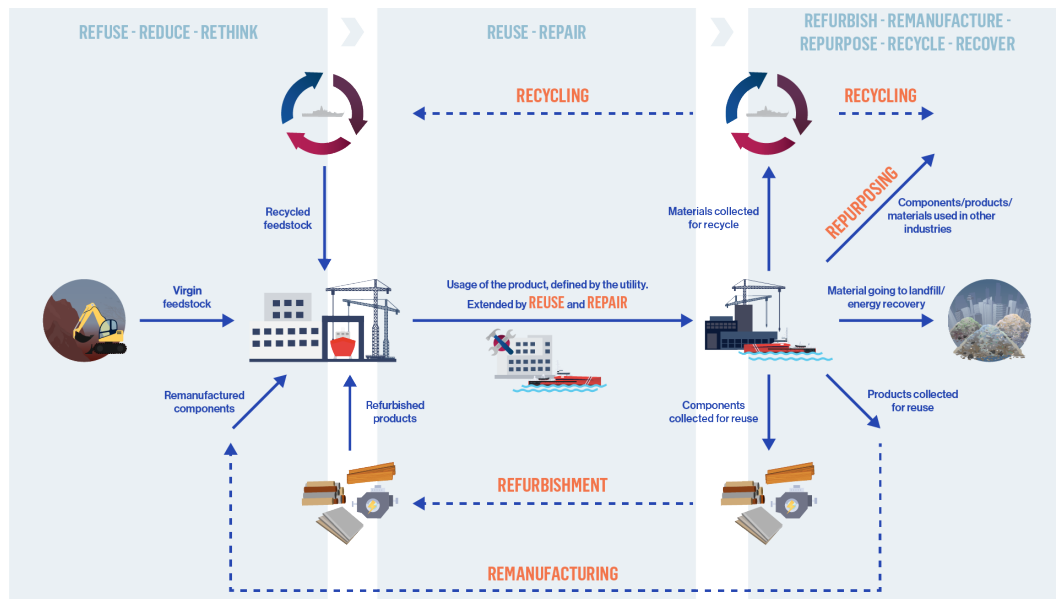 REFUSE - REDUCE - RETHINK
REUSE - REPAIR
REFURBISH - REMANUFACTURE -
REPURPOSE - RECYCLE - RECOVER
RECYCLING
RECYCLING
REPURPOSING
Recycled
feedstock
Materials collected
for recycle
Components/products/
materials used in other
industries
Virgin
feedstock
Usage of the product, defined by the utility.
Extended by REUSE and REPAIR
Material going to landfill/
energy recovery
Remanufactured
components
Refurbished
products
Components
collected for reuse
Products collected
for reuse
REFURBISHMENT
REMANUFACTURING